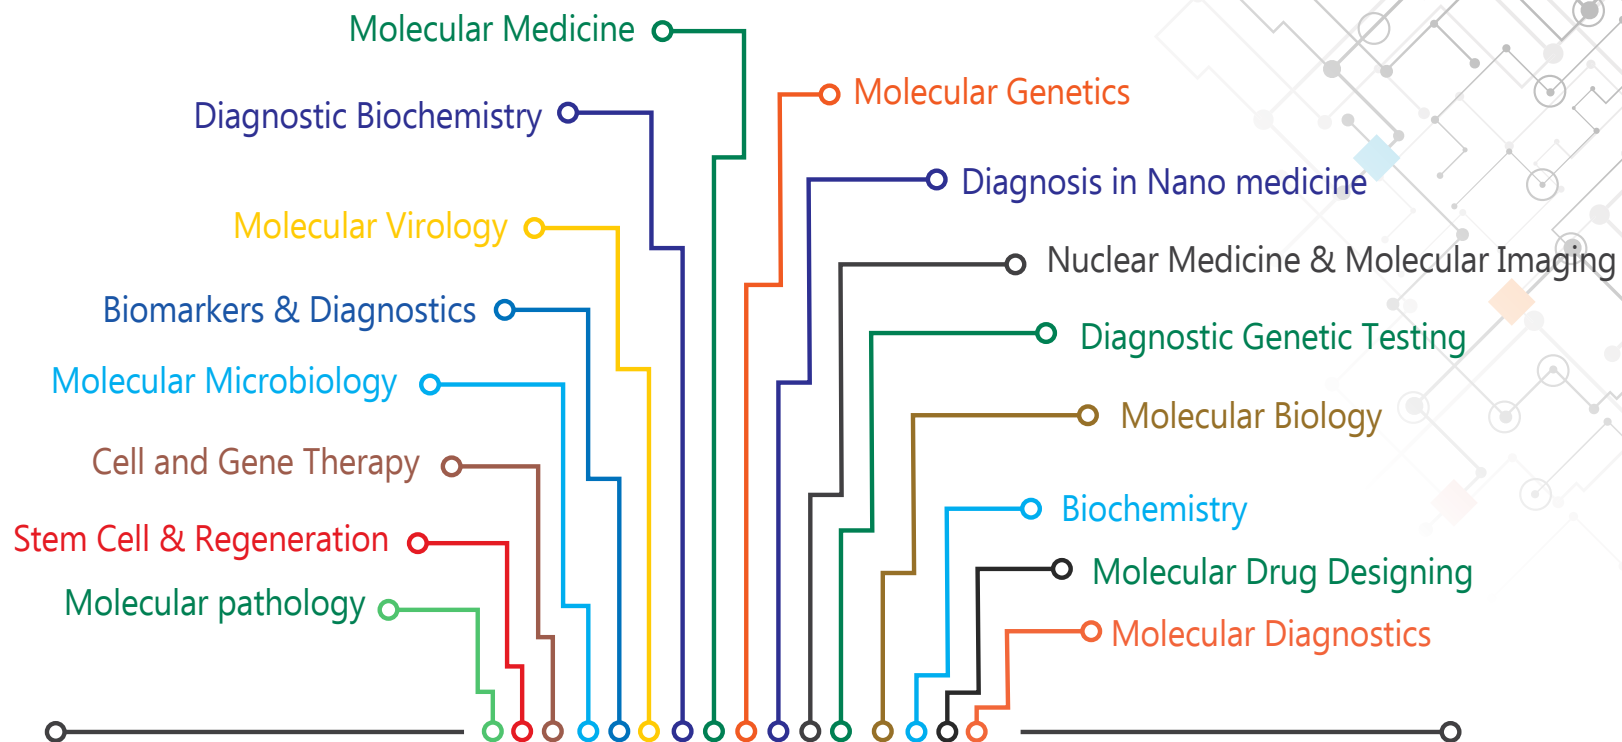 Molecular Medicine
Diagnostic Biochemistry
Molecular Virology
Biomarkers & Diagnostics
Molecular Microbiology
Cell and Gene Therapy
Stem Cell & Regeneration
Molecular pathology
Molecular Genetics
Diagnosis in Nano medicine
Nuclear Medicine & Molecular Imaging
Diagnostic Genetic Testing
Molecular Biology
Biochemistry
Molecular Drug Designing
Molecular Diagnostics